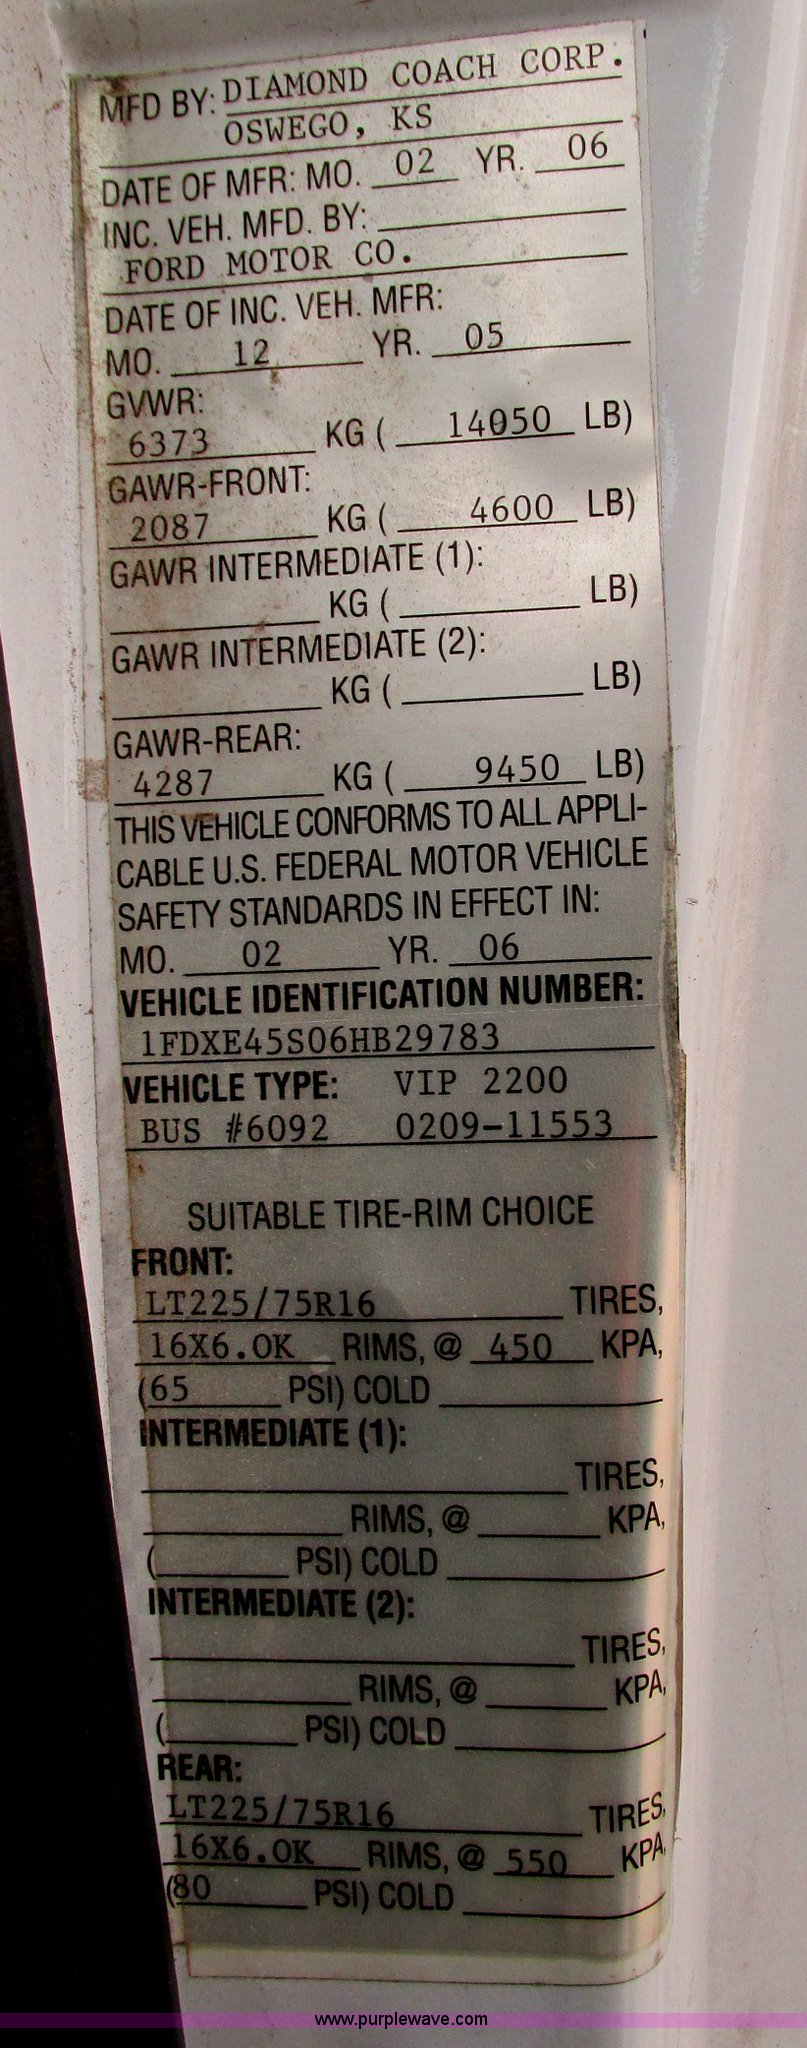 MFD BY: DIAMOND COACH CORP.
OSWEGO, KS
DATE OF MFR: MO. 02 YR. 06
INC. VEH. MFD. BY:
FORD MOTOR CO.
DATE OF INC. VEH. MFR:
MO. 12 YR. 05
GVWR:
6373 KG ( 14050 LB)
GAWR-FRONT:
2087 KG ( 4600 LB)
GAWR INTERMEDIATE (1):
KG ( LB)
GAWR INTERMEDIATE (2):
KG ( LB)
GAWR-REAR:
4287 KG ( 9450 LB)
THIS VEHICLE CONFORMS TO ALL APPLI-
CABLE U.S. FEDERAL MOTOR VEHICLE
SAFETY STANDARDS IN EFFECT IN:
MO. 02 YR. 06
VEHICLE IDENTIFICATION NUMBER:
1FDXE45S06HB29783
VEHICLE TYPE: VIP 2200
BUS #6092 0209-11553
SUITABLE TIRE-RIM CHOICE
FRONT:
LT225/75R16 TIRES,
16X6.0K RIMS, @ 450 KPA,
(65 PSI) COLD
INTERMEDIATE (1):
TIRES,
RIMS, @ KPA,
( PSI) COLD
INTERMEDIATE (2):
TIRES,
RIMS, @ KPA,
( PSI) COLD
REAR:
LT225/75R16 TIRES,
16X6.0K RIMS, @ 550 KPA,
(80 PSI) COLD
www.purplewave.com